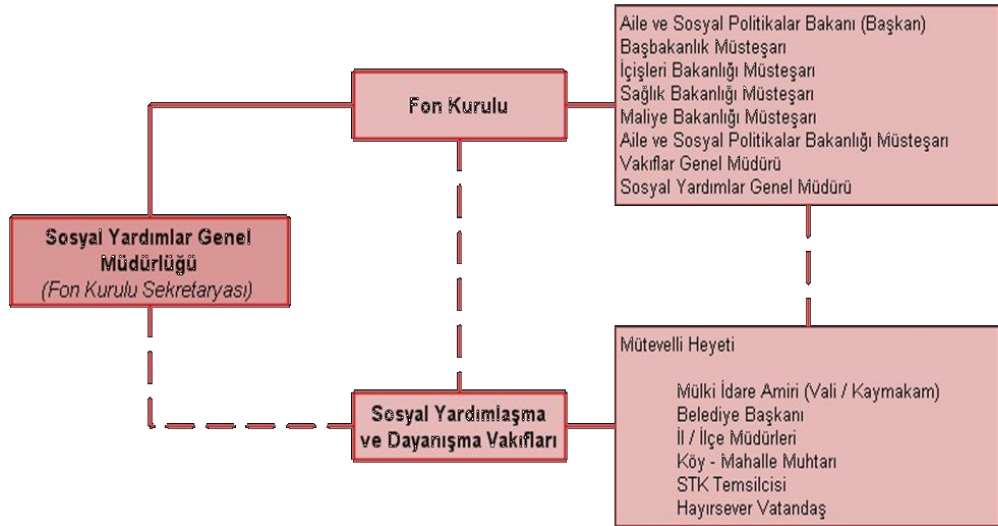 Fon Kurulu
Aile ve Sosyal Politikalar Bakanı (Başkan)
Başbakanlık Müsteşarı
İçişleri Bakanlığı Müsteşarı
Sağlık Bakanlığı Müsteşarı
Maliye Bakanlığı Müsteşarı
Aile ve Sosyal Politikalar Bakanlığı Müsteşarı
Vakıflar Genel Müdürü
Sosyal Yardımlar Genel Müdürü
Sosyal Yardımlar Genel
Müdürlüğü
(Fon Kurulu Sekretaryası)
Sosyal Yardımlaşma
ve Dayanışma Vakıfları
Mütevelli Heyeti
Mülki İdare Amiri (Vali / Kaymakam)
Belediye Başkanı
İl / İlçe Müdürleri
Köy - Mahalle Muhtarı
STK Temsilcisi
Hayırsever Vatandaş